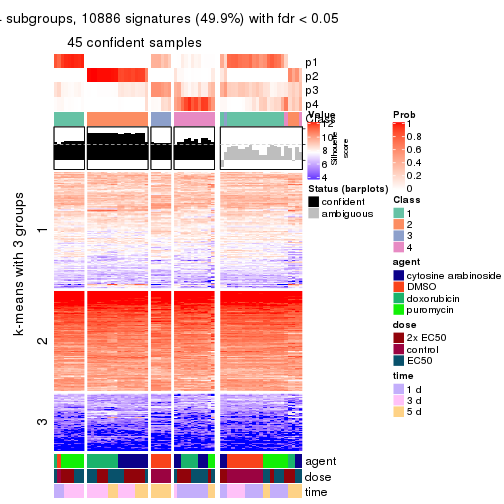 subgroups, 10886 signatures (49.9%) with fdr < 0.05
45 confident samples
p1
p2
p3
p4
Class
Silhouette
score
k-means with 3 groups
1
2
3
agent
dose
time
Value
12
10
8
6
4
Status (barplots)
confident
ambiguous
Prob
1
0.8
0.6
0.4
0.2
0
Class
1
2
3
4
agent
cytosine arabinoside
DMSO
doxorubicin
puromycin
dose
2x EC50
control
EC50
time
1 d
3 d
5 d